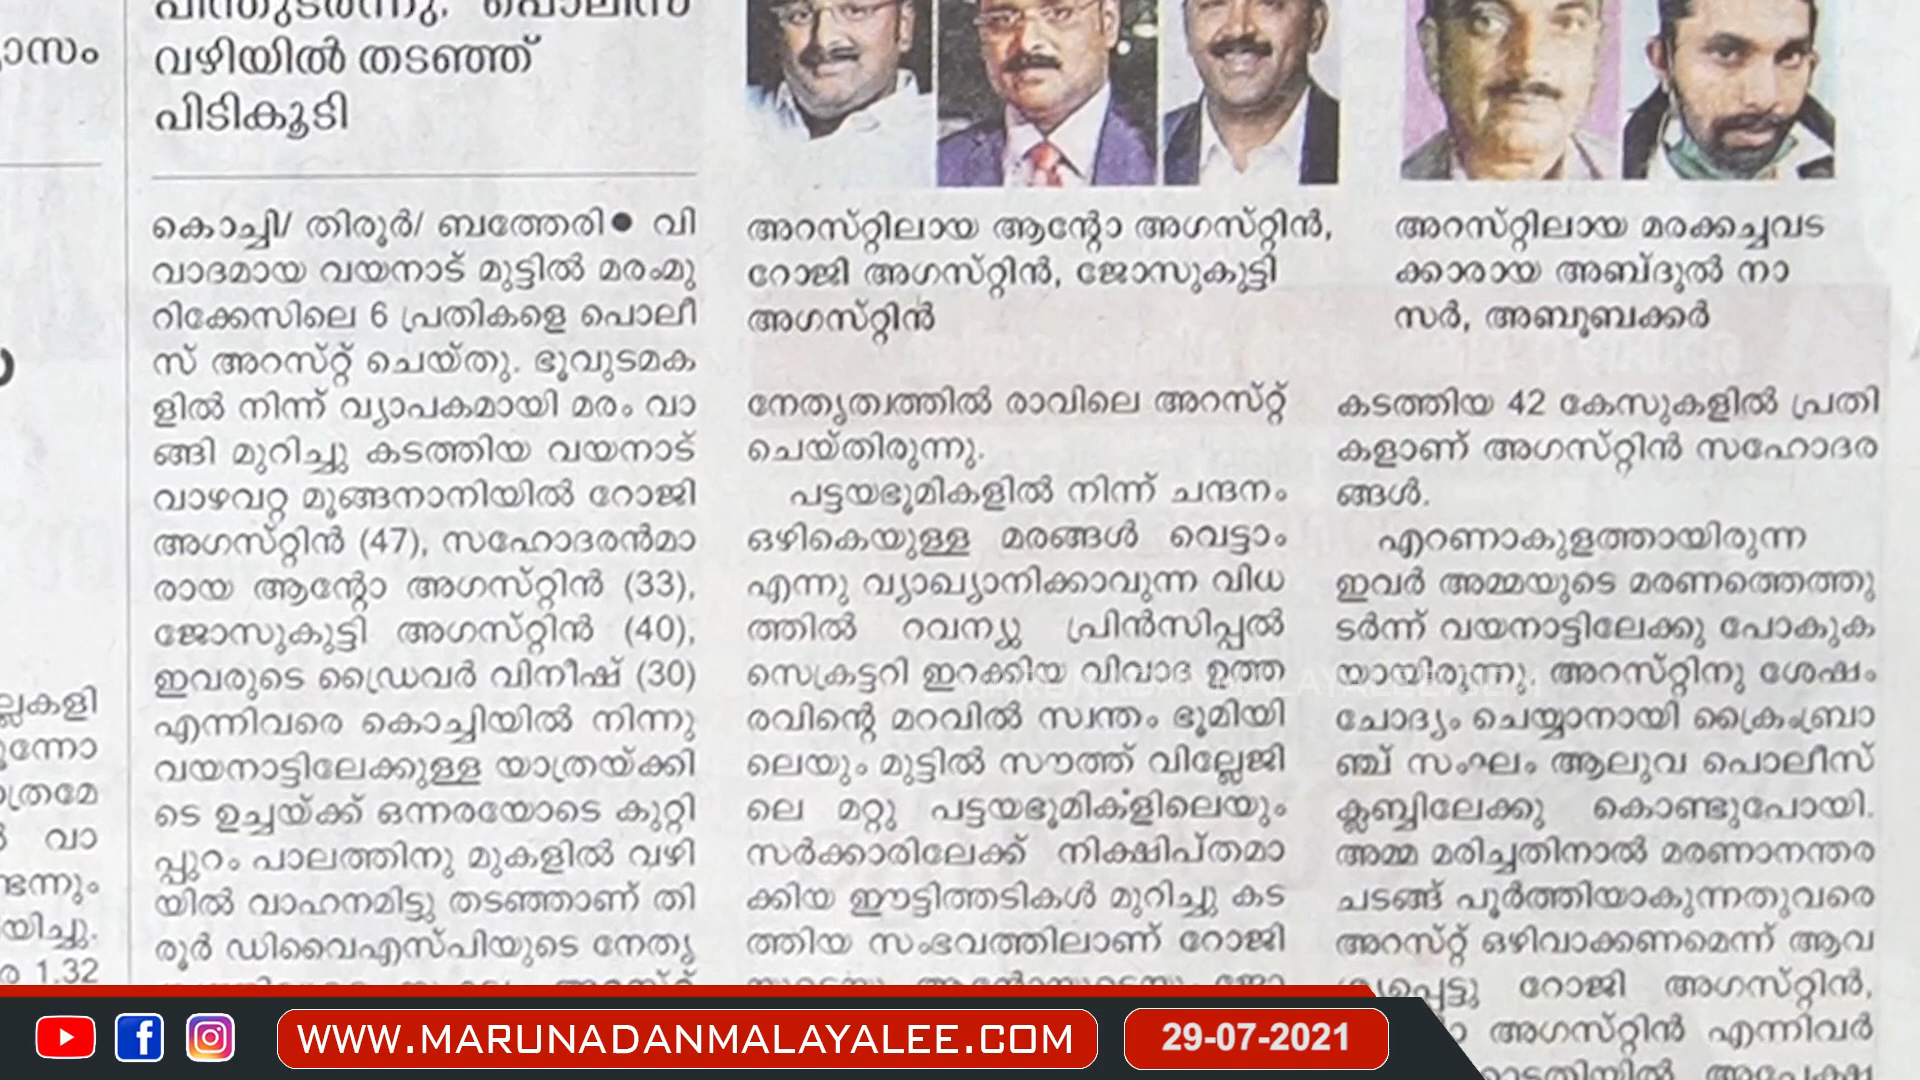 വഴിയിൽ തടഞ്ഞ്
പിടികൂടി
കൊച്ചി/ തിരൂർ/ ബത്തേരി● വി
വാദമായ വയനാട് മുട്ടിൽ മരംമു
റിക്കേസിലെ 6 പ്രതികളെ പൊലീ
സ് അറസ്റ്റ് ചെയ്തു. ഭൂവുടമക
ളിൽ നിന്ന് വ്യാപകമായി മരം വാ
ങ്ങി മുറിച്ചു കടത്തിയ വയനാട്
വാഴവറ്റ മൂങ്ങനാനിയിൽ റോജി
അഗസ്റ്റിൻ (47), സഹോദരൻമാ
രായ ആന്റോ അഗസ്റ്റിൻ (33),
ജോസുകുട്ടി അഗസ്റ്റിൻ (40),
ഇവരുടെ ഡ്രൈവർ വിനീഷ് (30)
എന്നിവരെ കൊച്ചിയിൽ നിന്നു
വയനാട്ടിലേക്കുള്ള യാത്രയ്ക്കി
ടെ ഉച്ചയ്ക്ക് ഒന്നരയോടെ കുറ്റി
പ്പുറം പാലത്തിനു മുകളിൽ വഴി
യിൽ വാഹനമിട്ടു തടഞ്ഞാണ് തി
രൂർ ഡിവൈഎസ്പിയുടെ നേതൃ
അറസ്റ്റിലായ ആന്റോ അഗസ്റ്റിൻ,
റോജി അഗസ്റ്റിൻ, ജോസുകുട്ടി
അഗസ്റ്റിൻ
അറസ്റ്റിലായ മരക്കച്ചവട
ക്കാരായ അബ്ദുൽ നാ
സർ, അബൂബക്കർ
നേതൃത്വത്തിൽ രാവിലെ അറസ്റ്റ്
ചെയ്തിരുന്നു.
പട്ടയഭൂമികളിൽ നിന്ന് ചന്ദനം
ഒഴികെയുള്ള മരങ്ങൾ വെട്ടാം
എന്നു വ്യാഖ്യാനിക്കാവുന്ന വിധ
ത്തിൽ റവന്യു പ്രിൻസിപ്പൽ
സെക്രട്ടറി ഇറക്കിയ വിവാദ ഉത്ത
രവിന്റെ മറവിൽ സ്വന്തം ഭൂമിയി
ലെയും മുട്ടിൽ സൗത്ത് വില്ലേജി
ലെ മറ്റു പട്ടയഭൂമികളിലെയും
സർക്കാരിലേക്ക് നിക്ഷിപ്തമാ
ക്കിയ ഈട്ടിത്തടികൾ മുറിച്ചു കട
ത്തിയ സംഭവത്തിലാണ് റോജി
കടത്തിയ 42 കേസുകളിൽ പ്രതി
കളാണ് അഗസ്റ്റിൻ സഹോദര
ങ്ങൾ.
എറണാകുളത്തായിരുന്ന
ഇവർ അമ്മയുടെ മരണത്തെത്തു
ടർന്ന് വയനാട്ടിലേക്കു പോകുക
യായിരുന്നു. അറസ്റ്റിനു ശേഷം
ചോദ്യം ചെയ്യാനായി ക്രൈംബ്രാ
ഞ്ച് സംഘം ആലുവ പൊലീസ്
ക്ലബ്ബിലേക്കു കൊണ്ടുപോയി.
അമ്മ മരിച്ചതിനാൽ മരണാനന്തര
ചടങ്ങ് പൂർത്തിയാകുന്നതുവരെ
അറസ്റ്റ് ഒഴിവാക്കണമെന്ന് ആവ
ശ്യപ്പെട്ടു റോജി അഗസ്റ്റിൻ,
അഗസ്റ്റിൻ എന്നിവർ
WWW.MARUNADANMALAYALEE.COM
29-07-2021